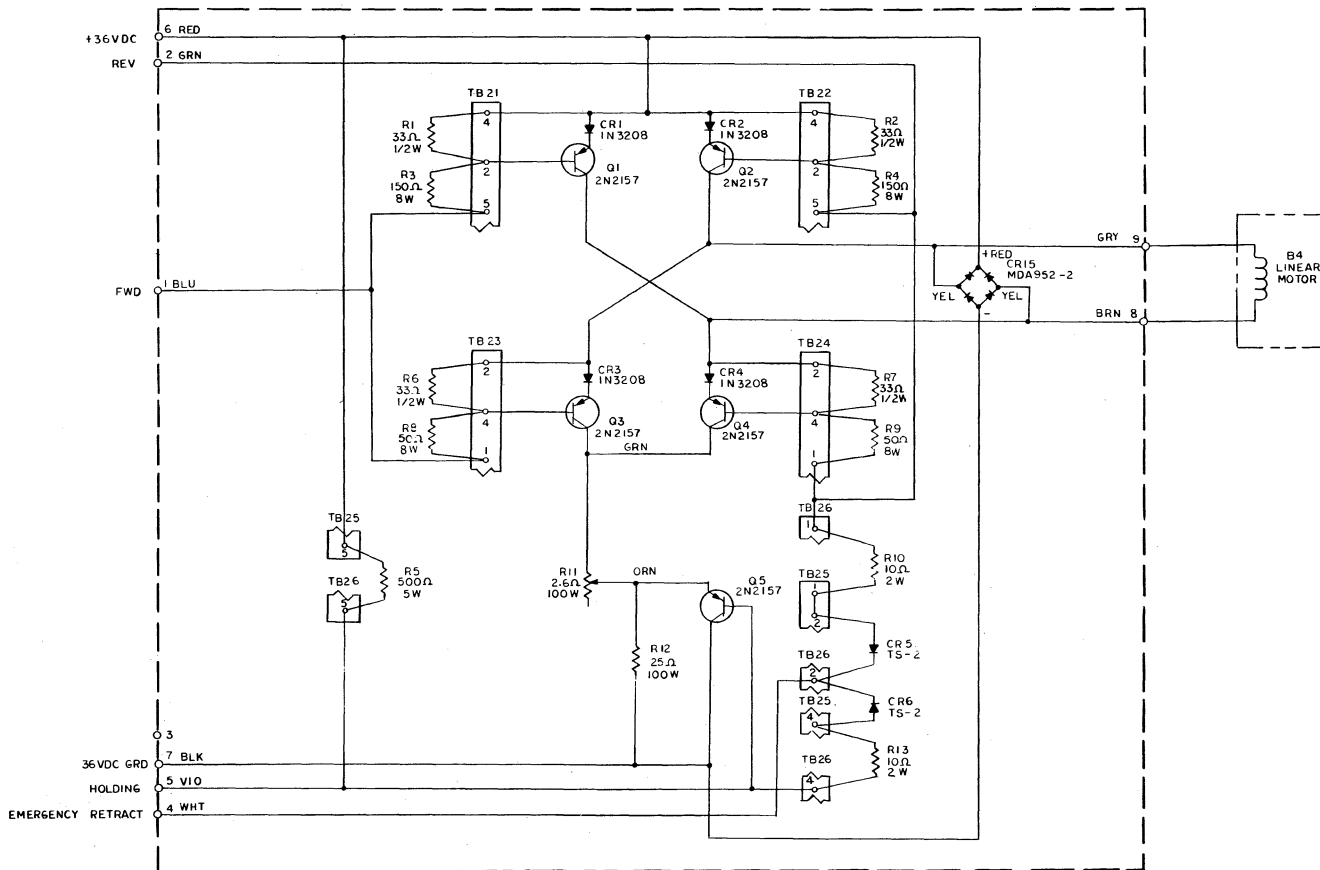 6 RED
+36VDC
2 GRN
REV
TB21
TB22
R1
33Ω
1/2W
4
CR1
1N3208
CR2
1N3208
4
R2
33Ω
1/2W
R3
150Ω
8W
2
Q1
2N2157
Q2
2N2157
2
R4
150Ω
8W
5
5
GRY 9
+RED
CR15
MDA952-2
YEL
YEL
-
B4
LINEAR
MOTOR
1 BLU
FWD
BRN 8
TB23
TB24
R6
33Ω
1/2W
2
CR3
1N3208
CR4
1N3208
2
R7
33Ω
1/2W
R8
50Ω
8W
4
Q3
2N2157
Q4
2N2157
4
R9
50Ω
8W
1
GRN
1
TB25
5
TB26
1
R5
500Ω
5W
TB26
5
R11
2.6Ω
100W
ORN
Q5
2N2157
R10
10Ω
2W
TB25
1
2
R12
25Ω
100W
CR5
TS-2
TB26
2
CR6
TS-2
TB25
4
R13
10Ω
2W
TB26
4
3
7 BLK
36VDC GRD
5 VIO
HOLDING
4 WHT
EMERGENCY RETRACT